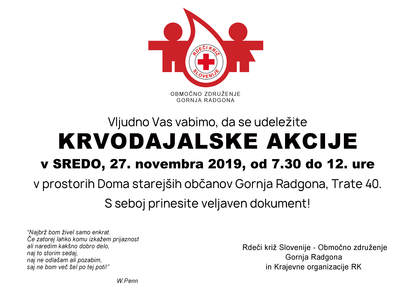 RDEČI KRIŽ
SLOVENIJE
OBMOČNO ZDRUŽENJE
GORNJA RADGONA
Vljudno Vas vabimo, da se udeležite
KRVODAJALSKE AKCIJE
v SREDO, 27. novembra 2019, od 7.30 do 12. ure
v prostorih Doma starejših občanov Gornja Radgona, Trate 40.
S seboj prinesite veljaven dokument!
"Najbrž bom živel samo enkrat.
Če zatorej lahko komu izkažem prijaznost
ali naredim kakšno dobro delo,
naj to storim sedaj,
naj ne odlašam ali pozabim,
saj ne bom več šel po tej poti!"
W.Penn
Rdeči križ Slovenije - Območno združenje
Gornja Radgona
in Krajevne organizacije RK